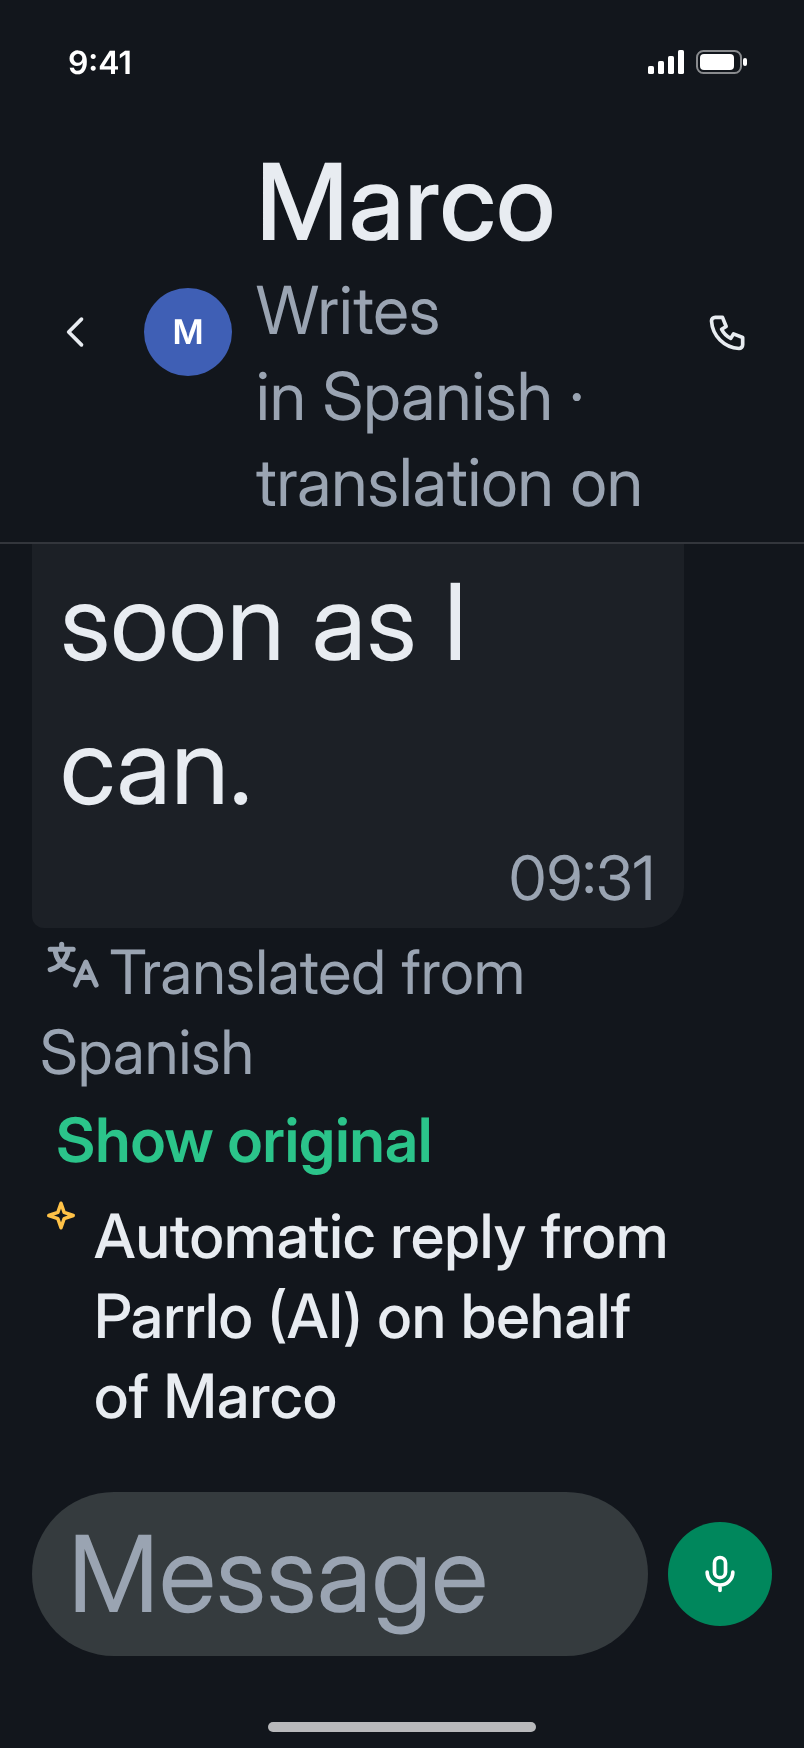 9:41
Marco
M
Writes
in Spanish ·
translation on
soon as I
can.
09:31
Translated from
Spanish
Show original
Automatic reply from
Parrlo (AI) on behalf
of Marco
Message